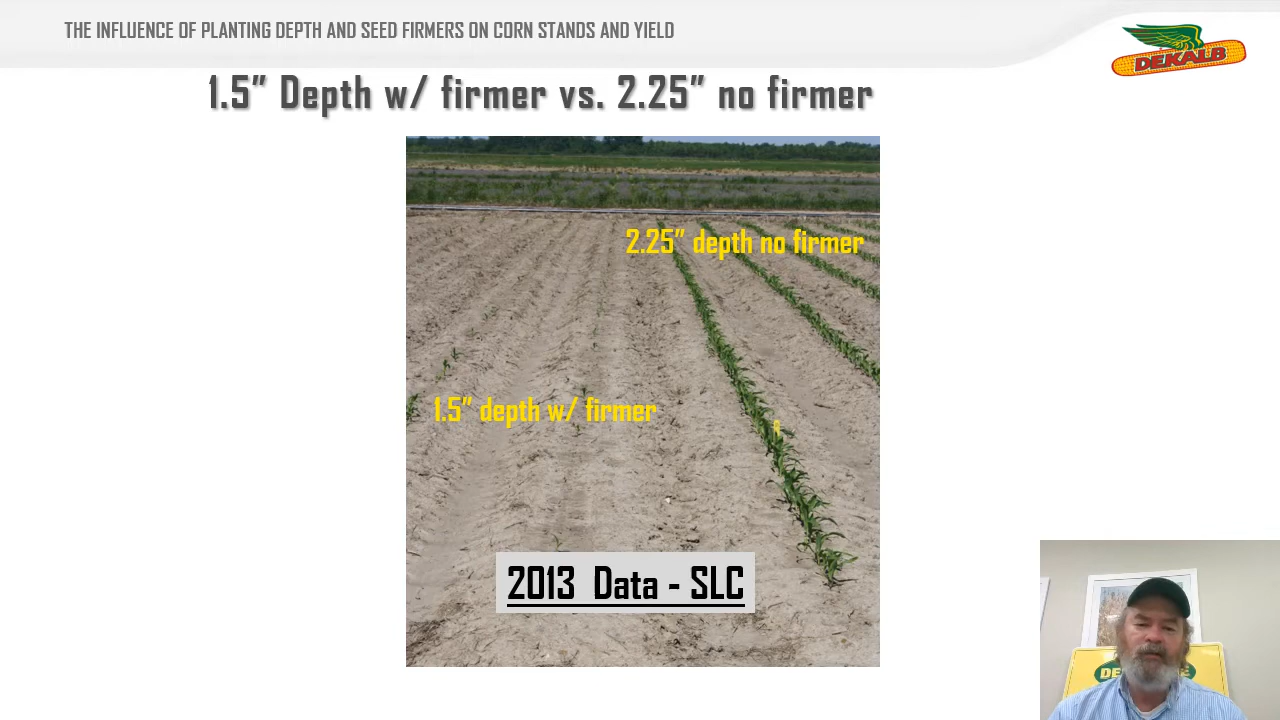 THE INFLUENCE OF PLANTING DEPTH AND SEED FIRMERS ON CORN STANDS AND YIELD
DEKALB
1.5” Depth w/ firmer vs. 2.25” no firmer
2.25” depth no firmer
1.5” depth w/ firmer
2013 Data - SLC